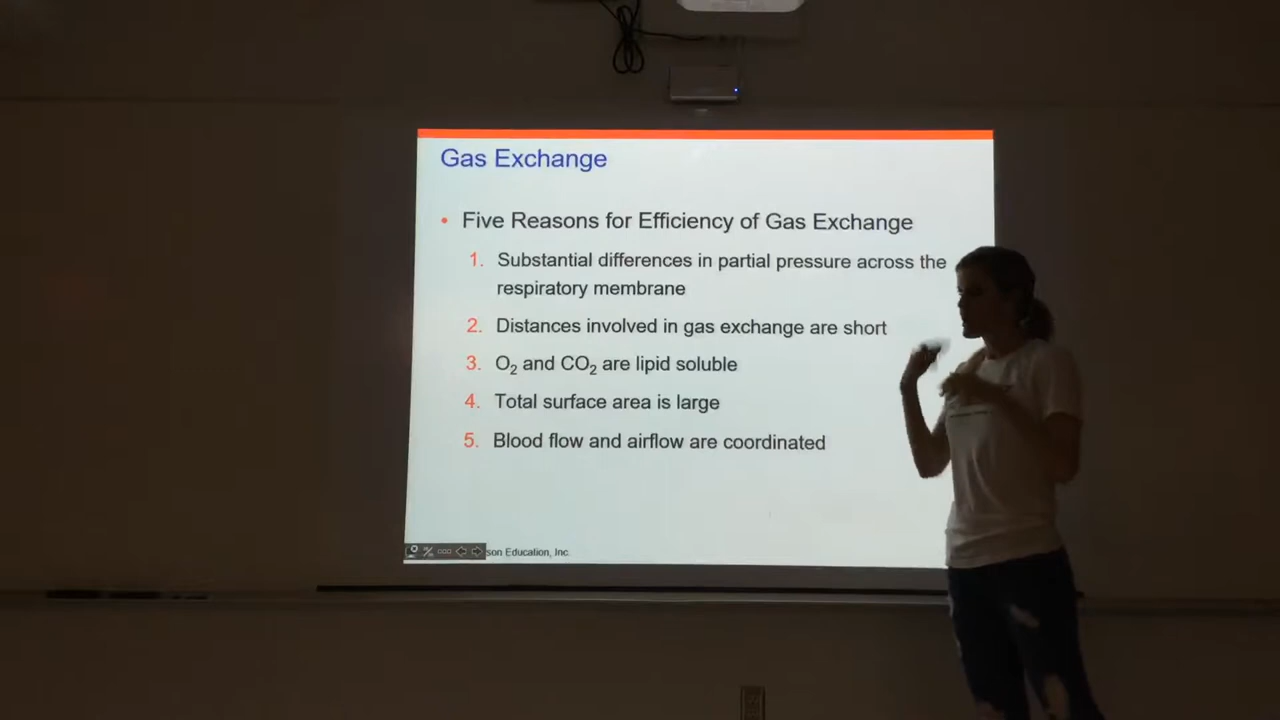 Gas Exchange
• Five Reasons for Efficiency of Gas Exchange
1. Substantial differences in partial pressure across the
respiratory membrane
2. Distances involved in gas exchange are short
3. O₂ and CO₂ are lipid soluble
4. Total surface area is large
5. Blood flow and airflow are coordinated
son Education, Inc.